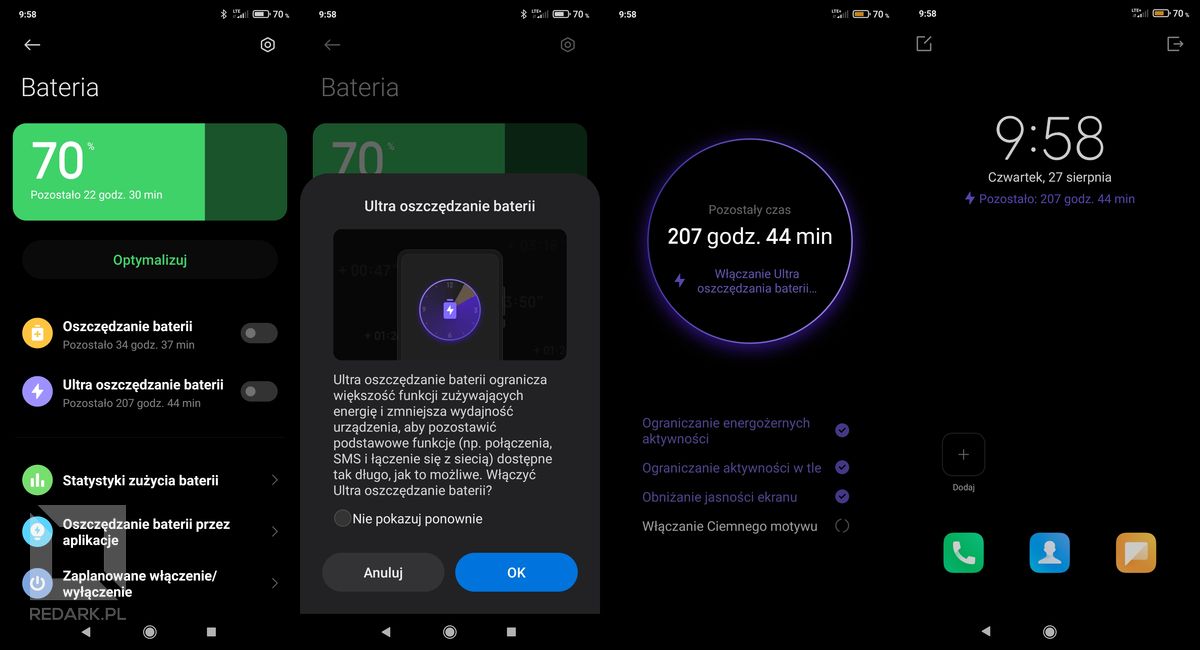 9:58
70 %
Bateria
70 %
Pozostało 22 godz. 30 min
Optymalizuj
Oszczędzanie baterii
Pozostało 34 godz. 37 min
Ultra oszczędzanie baterii
Pozostało 207 godz. 44 min
Statystyki zużycia baterii
Oszczędzanie baterii przez
aplikacje
Zaplanowane włączenie/
wyłączenie
REDARK.PL
9:58
70 %
Bateria
70 %
Ultra oszczędzanie baterii
+ 03:18
+ 00:47
12
3:50"
+ 01:2
+ 01:2
Ultra oszczędzanie baterii ogranicza
większość funkcji zużywających
energię i zmniejsza wydajność
urządzenia, aby pozostawić
podstawowe funkcje (np. połączenia,
SMS i łączenie się z siecią) dostępne
tak długo, jak to możliwe. Włączyć
Ultra oszczędzanie baterii?
Nie pokazuj ponownie
Anuluj
OK
9:58
LTE+
70 %
Pozostały czas
207 godz. 44 min
Włączanie Ultra
oszczędzania baterii...
Ograniczanie energożernych
aktywności
Ograniczanie aktywności w tle
Obniżanie jasności ekranu
Włączanie Ciemnego motywu
9:58
LTE+
70 %
9:58
Czwartek, 27 sierpnia
Pozostało: 207 godz. 44 min
Dodaj